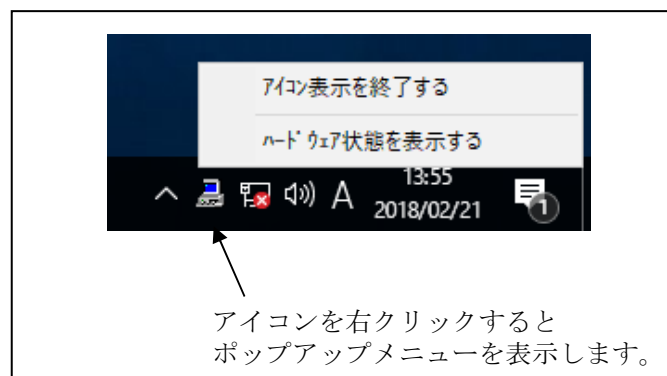 ｱｲｺﾝ表示を終了する
ﾊｰﾄﾞｳｪｱ状態を表示する
A
13:55
2018/02/21
1
アイコンを右クリックすると
ポップアップメニューを表示します。